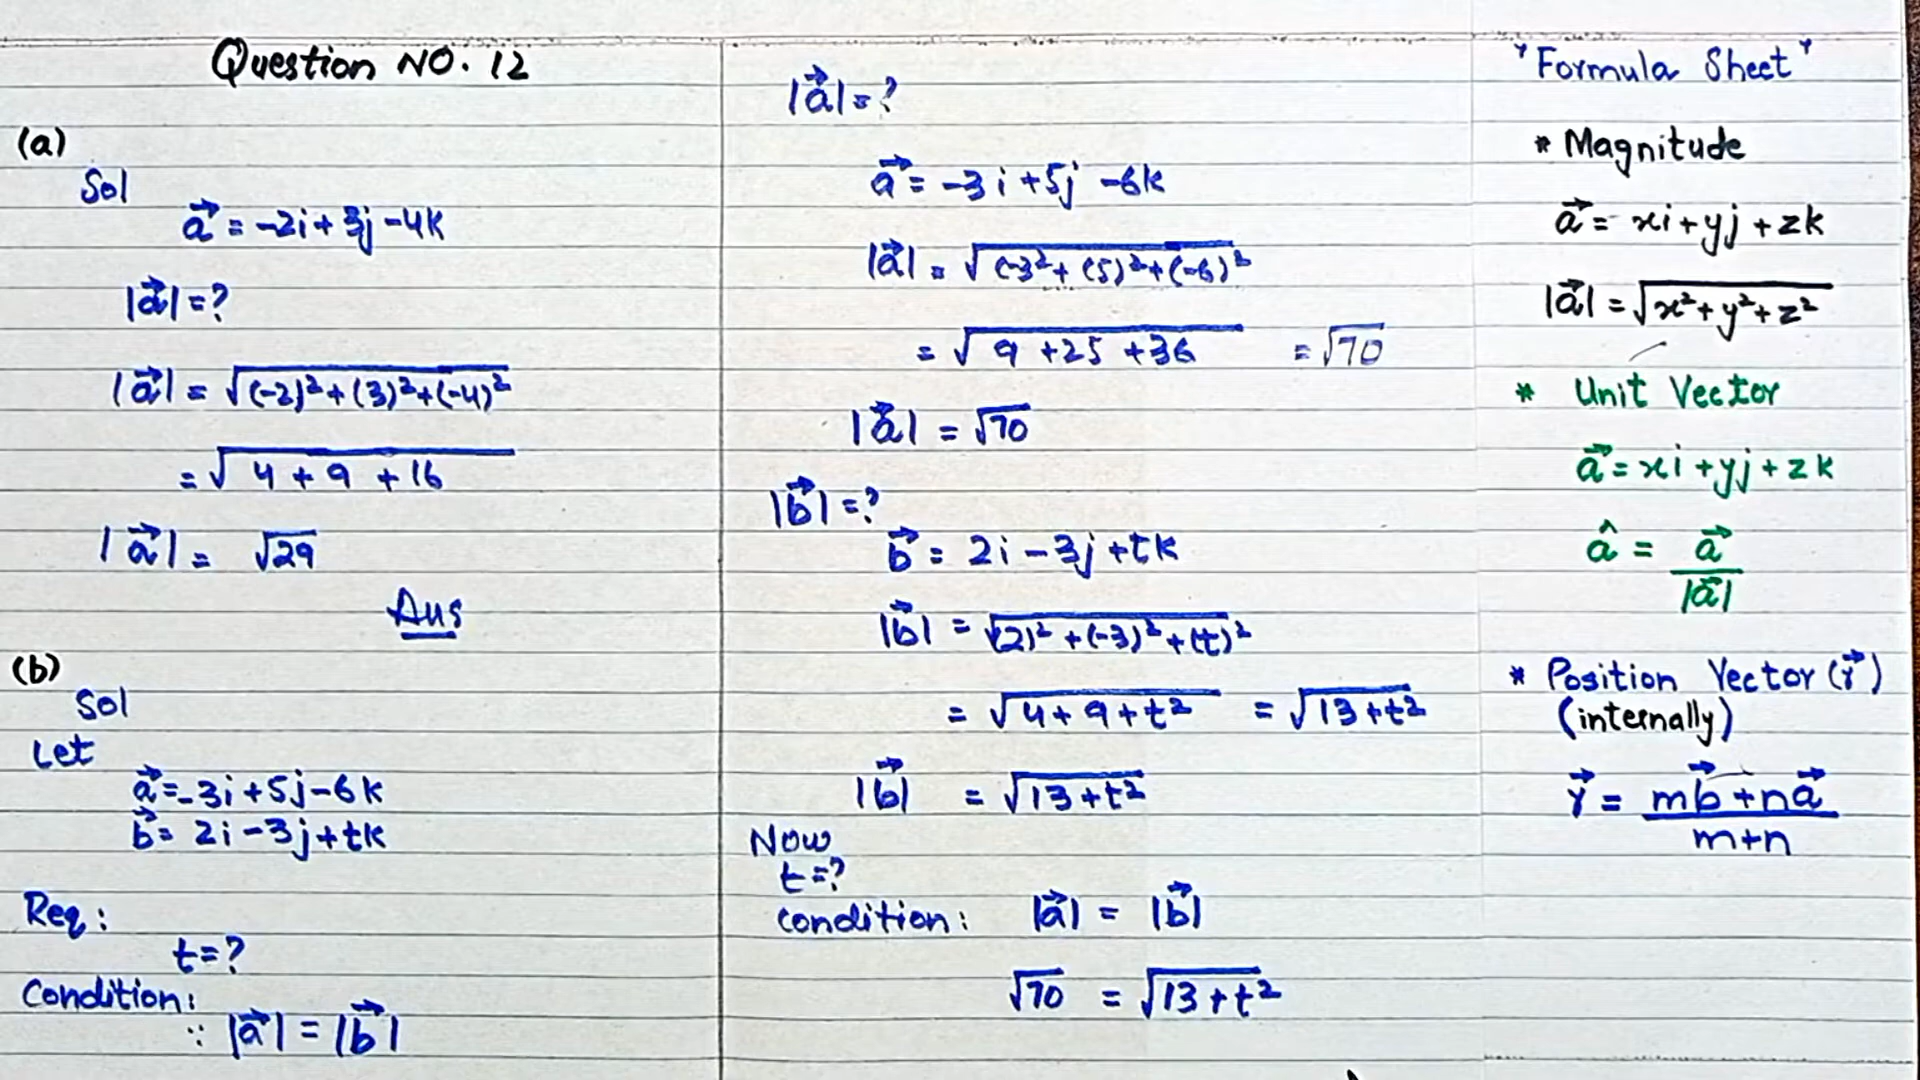 Question NO. 12
(a)
Sol
a⃗ = -2i + 3j - 4k
|a⃗| = ?
|a⃗| = √((-2)² + (3)² + (-4)²)
= √(4 + 9 + 16)
|a⃗| = √29
Ans
(b)
Sol
Let
a⃗ = -3i + 5j - 6k
b⃗ = 2i - 3j + tk
Req:
t = ?
Condition:
∵ |a⃗| = |b⃗|
|a⃗| = ?
a⃗ = -3i + 5j - 6k
|a⃗| = √((-3² + (5)² + (-6)²
= √(9 + 25 + 36) = √70
|a⃗| = √70
|b⃗| = ?
b⃗ = 2i - 3j + tk
|b⃗| = √((2)² + (-3)² + (t)²)
= √(4 + 9 + t²) = √(13 + t²)
|b⃗| = √(13 + t²)
Now
t = ?
condition: |a⃗| = |b⃗|
√70 = √(13 + t²)
"Formula Sheet"
* Magnitude
a⃗ = xi + yj + zk
|a⃗| = √(x² + y² + z²)
* Unit Vector
a⃗ = xi + yj + zk
â = a⃗ / |a⃗|
* Position Vector (r⃗)
(internally)
r⃗ = (mb⃗ + na⃗) / (m+n)